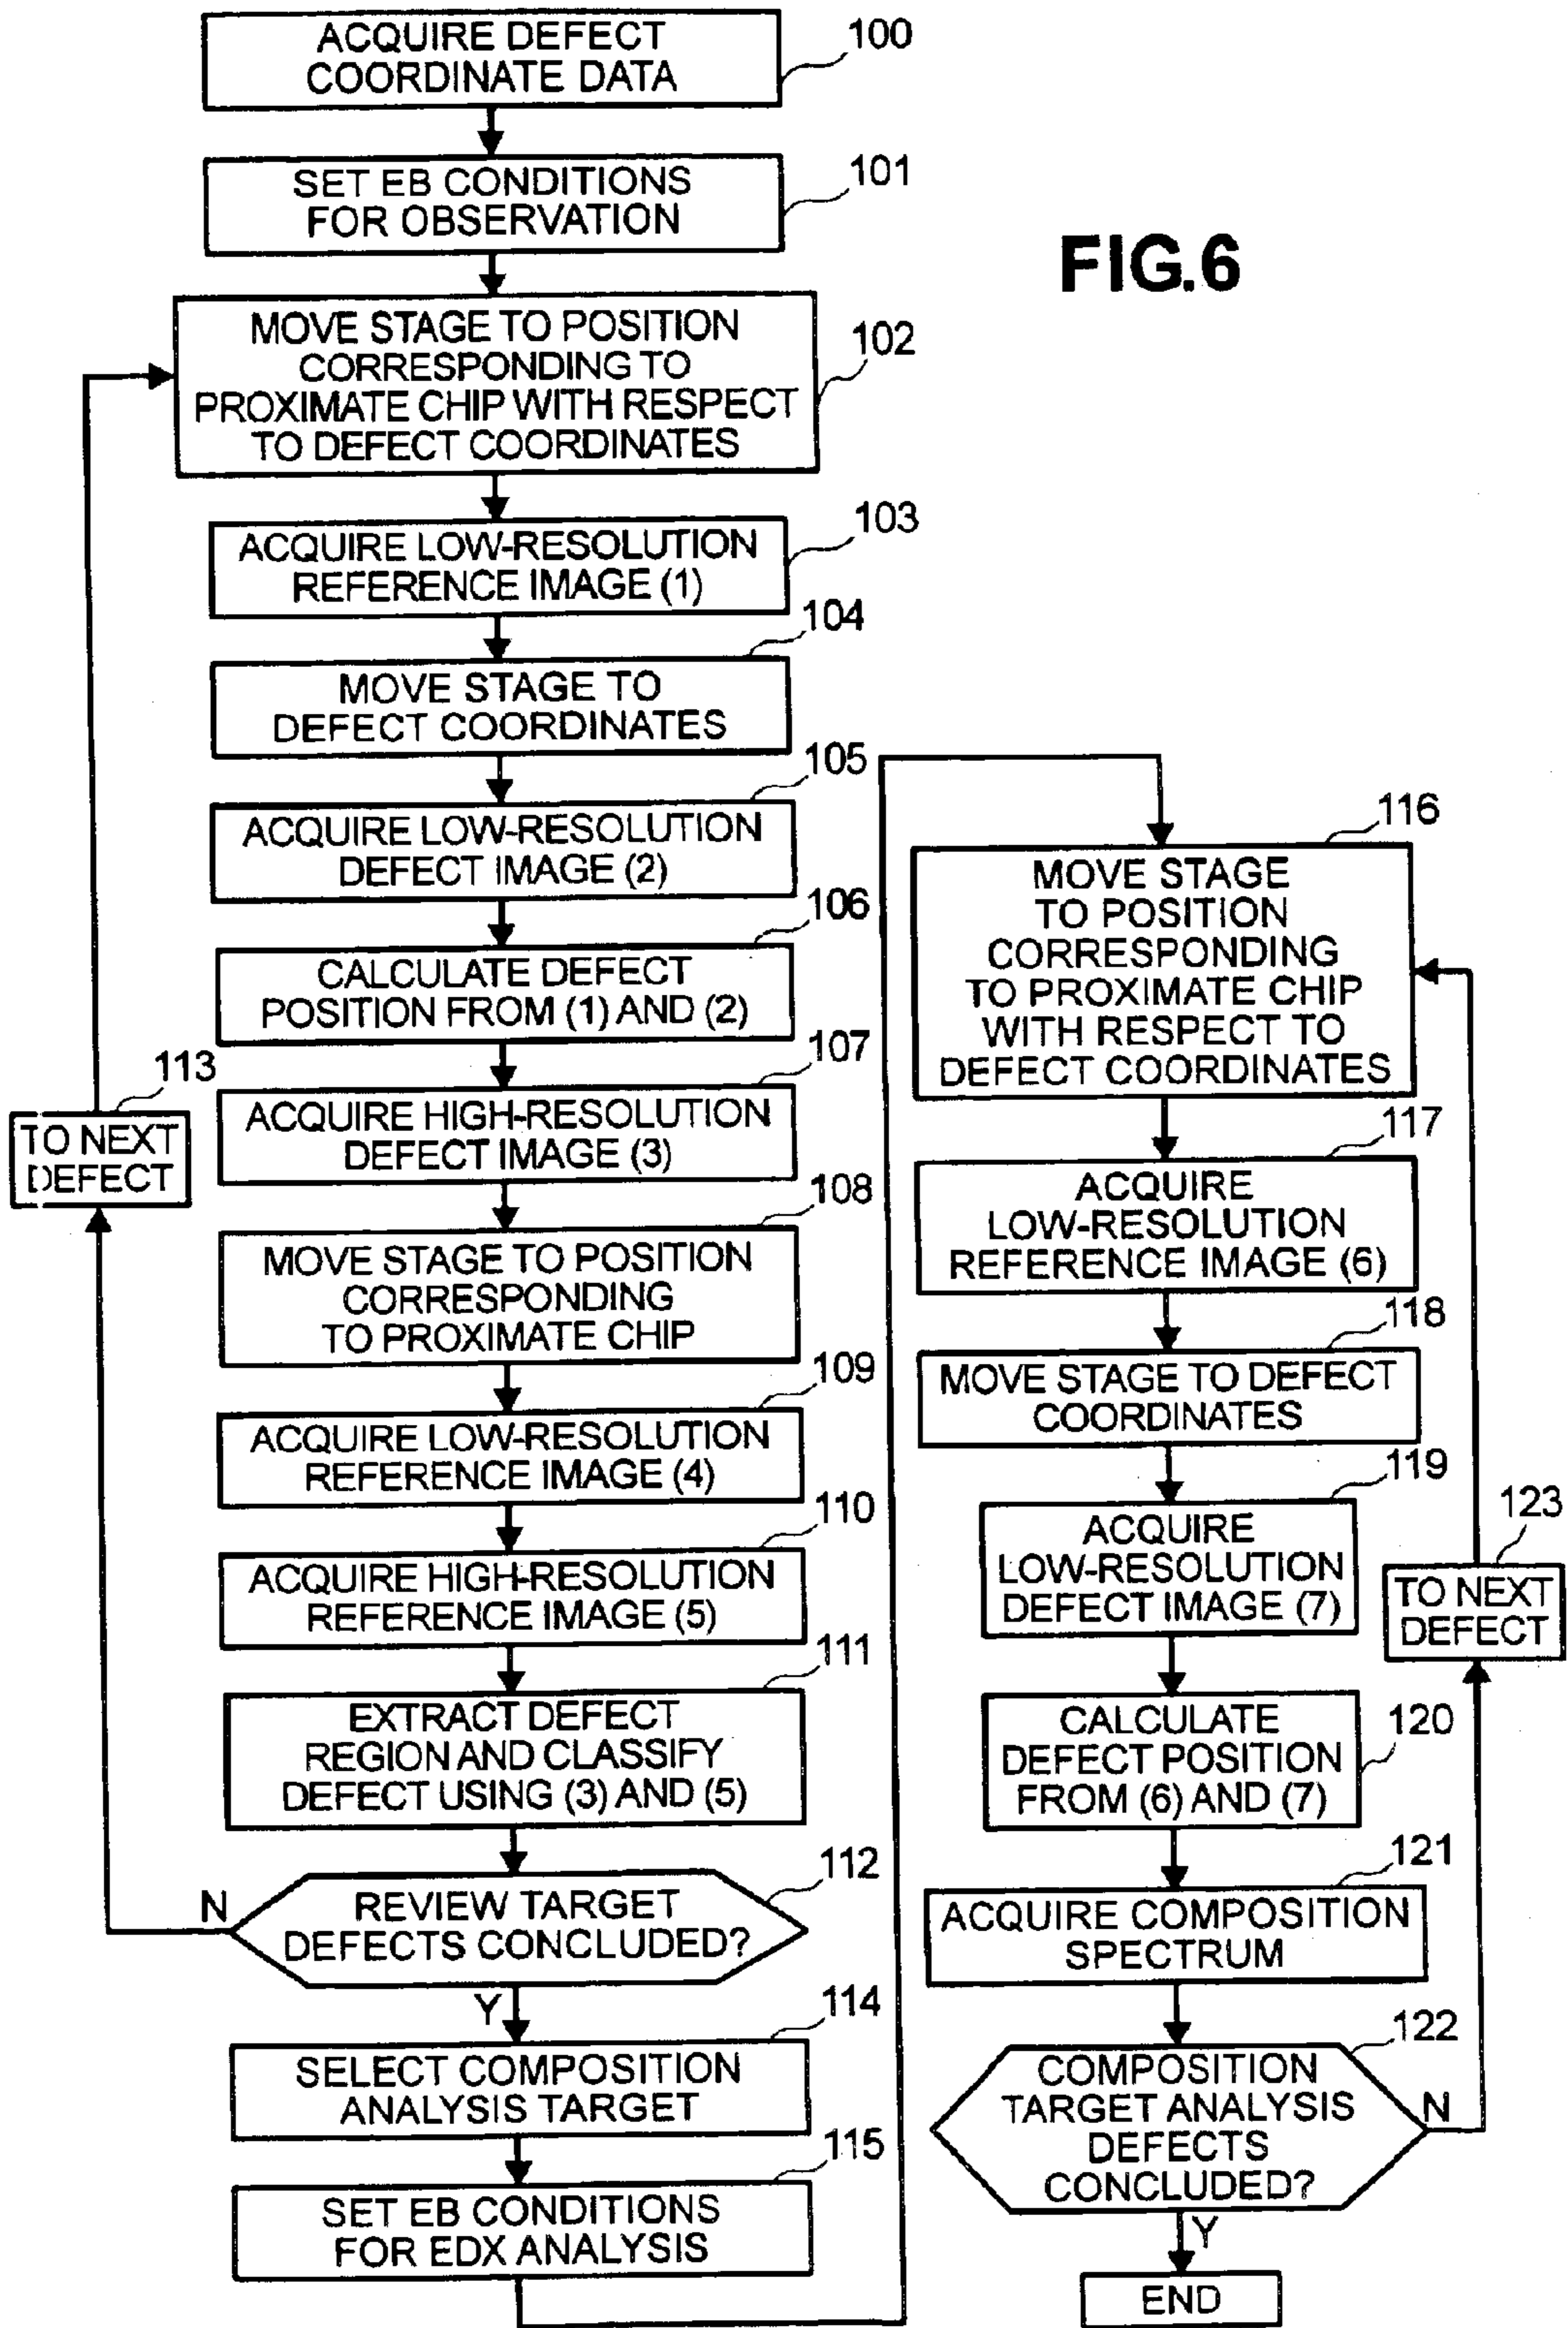 FIG.6
ACQUIRE DEFECT
COORDINATE DATA
100
SET EB CONDITIONS
FOR OBSERVATION
101
MOVE STAGE TO POSITION
CORRESPONDING TO
PROXIMATE CHIP WITH RESPECT
TO DEFECT COORDINATES
102
ACQUIRE LOW-RESOLUTION
REFERENCE IMAGE (1)
103
MOVE STAGE TO
DEFECT COORDINATES
104
ACQUIRE LOW-RESOLUTION
DEFECT IMAGE (2)
105
CALCULATE DEFECT
POSITION FROM (1) AND (2)
106
ACQUIRE HIGH-RESOLUTION
DEFECT IMAGE (3)
107
MOVE STAGE TO POSITION
CORRESPONDING
TO PROXIMATE CHIP
108
ACQUIRE LOW-RESOLUTION
REFERENCE IMAGE (4)
109
ACQUIRE HIGH-RESOLUTION
REFERENCE IMAGE (5)
110
EXTRACT DEFECT
REGION AND CLASSIFY
DEFECT USING (3) AND (5)
111
REVIEW TARGET
DEFECTS CONCLUDED?
112
N
TO NEXT
DEFECT
113
Y
SELECT COMPOSITION
ANALYSIS TARGET
114
SET EB CONDITIONS
FOR EDX ANALYSIS
115
MOVE STAGE
TO POSITION
CORRESPONDING
TO PROXIMATE CHIP
WITH RESPECT TO
DEFECT COORDINATES
116
ACQUIRE
LOW-RESOLUTION
REFERENCE IMAGE (6)
117
MOVE STAGE TO DEFECT
COORDINATES
118
ACQUIRE
LOW-RESOLUTION
DEFECT IMAGE (7)
119
CALCULATE
DEFECT POSITION
FROM (6) AND (7)
120
ACQUIRE COMPOSITION
SPECTRUM
121
COMPOSITION
TARGET ANALYSIS
DEFECTS
CONCLUDED?
122
N
TO NEXT
DEFECT
123
Y
END